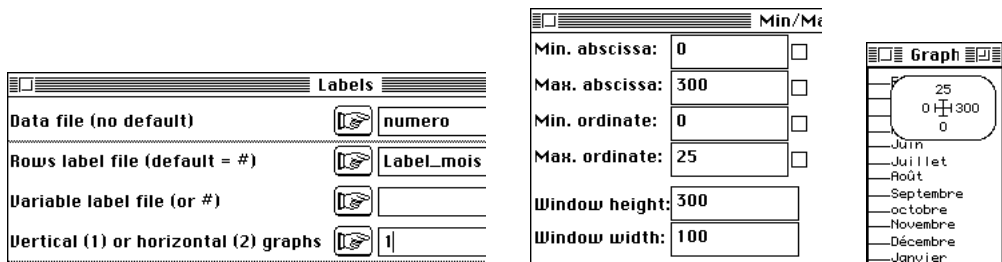 Labels
Data file (no default) numero
Rows label file (default = #) Label_mois
Variable label file (or #)
Vertical (1) or horizontal (2) graphs 1
Min/Ma
Min. abscissa: 0
Max. abscissa: 300
Min. ordinate: 0
Max. ordinate: 25
Window height: 300
Window width: 100
Graph
25
0 300
0
Juin
Juillet
Août
Septembre
octobre
Novembre
Décembre
Janvier